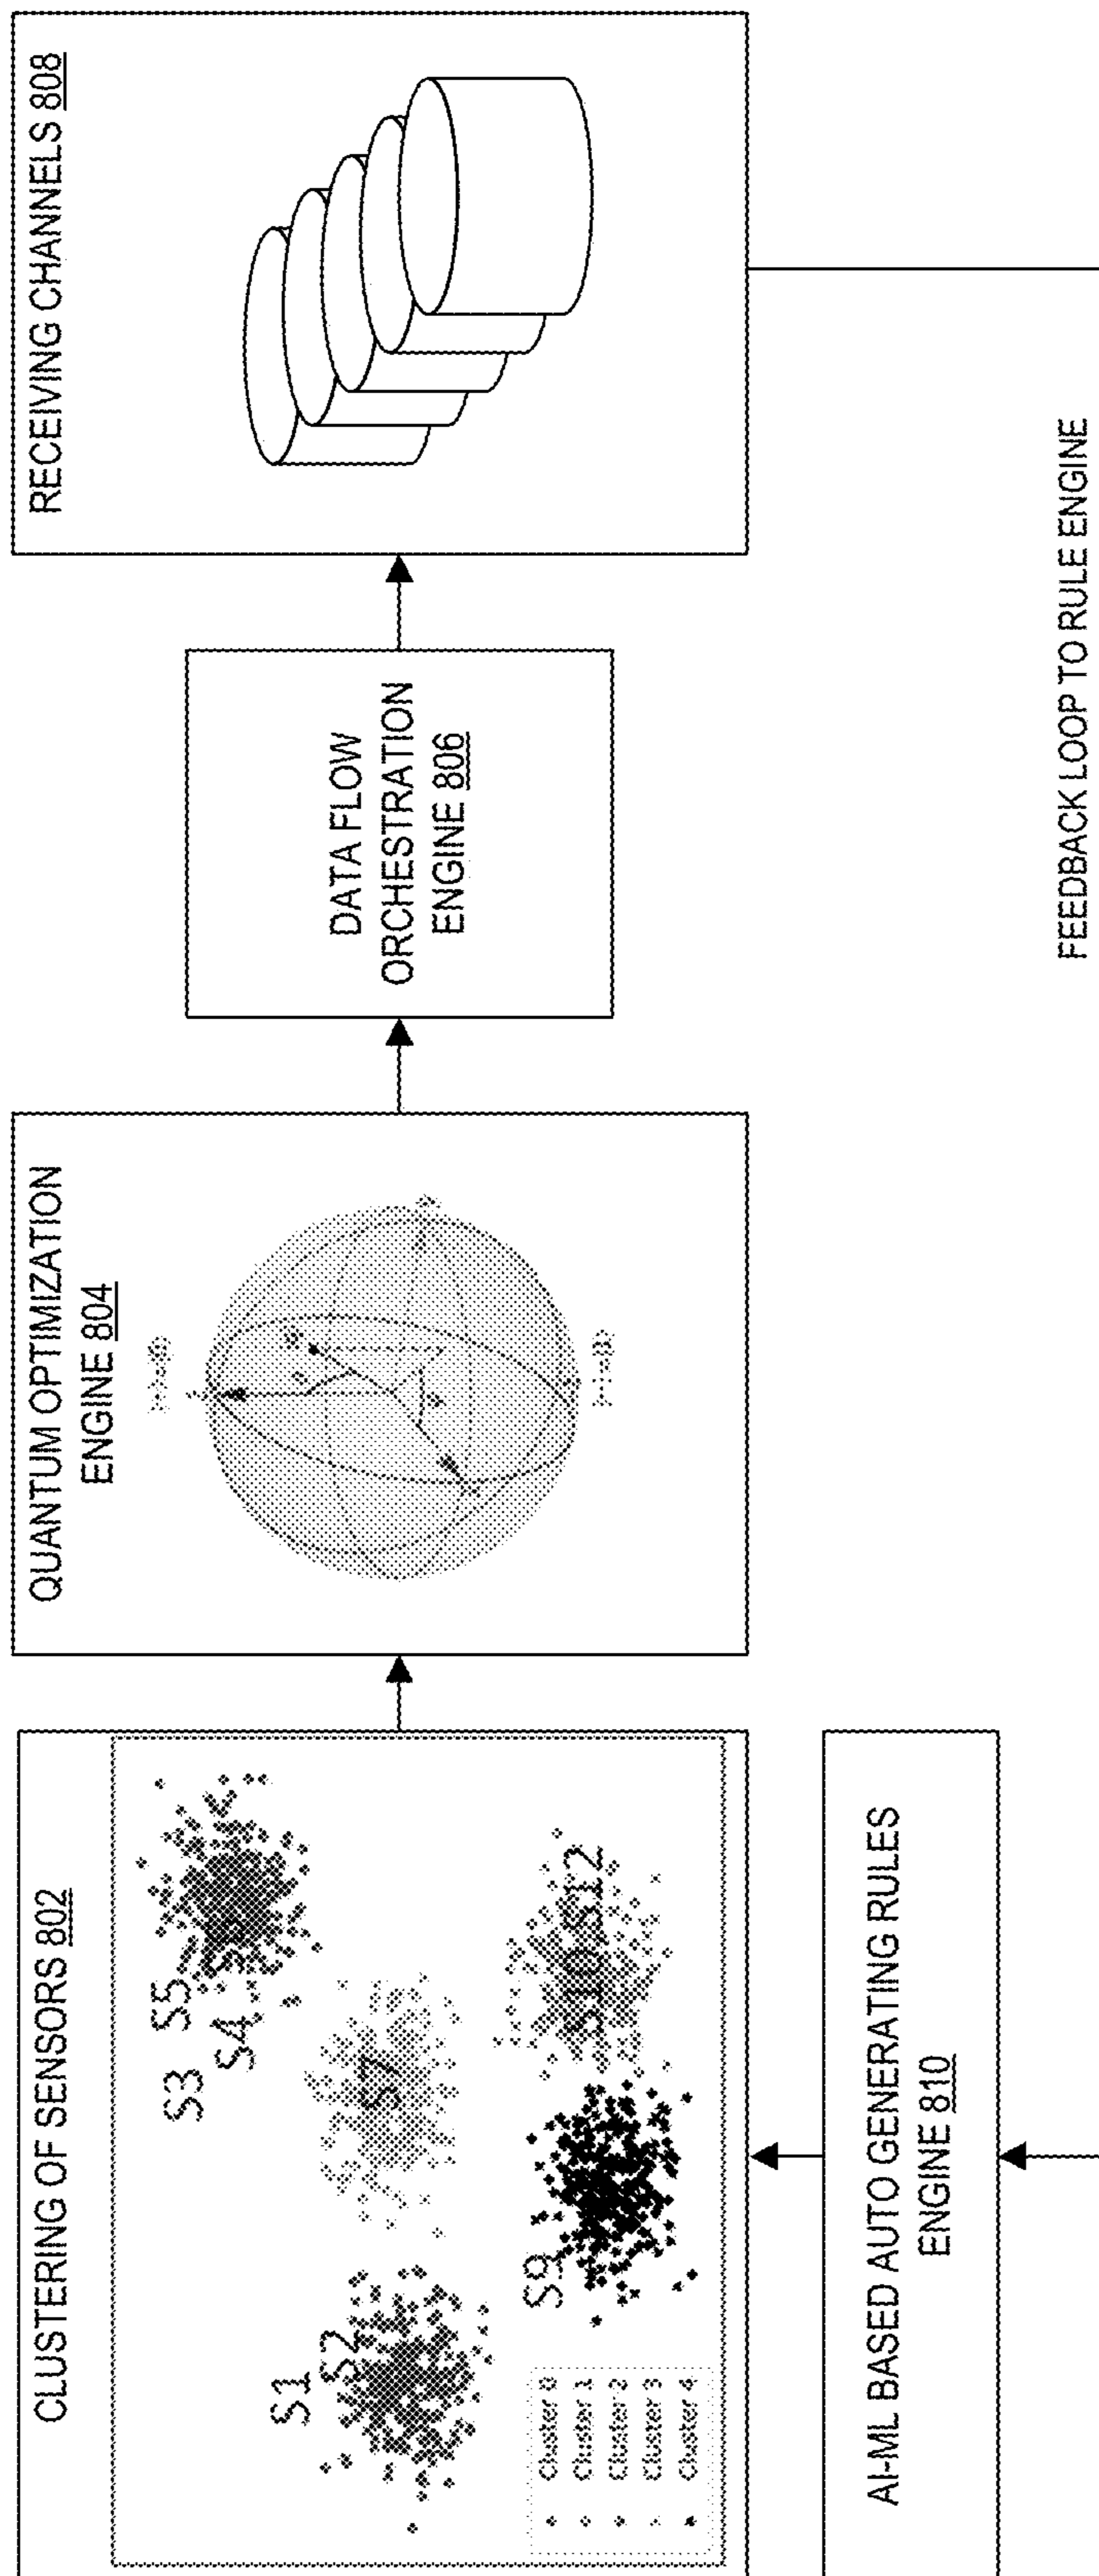 CLUSTERING OF SENSORS 802
S5
S3
S4
S7
S1
S2
S10
S12
S9
Cluster 0
Cluster 1
Cluster 2
Cluster 3
Cluster 4
AI-ML BASED AUTO GENERATING RULES
ENGINE 810
QUANTUM OPTIMIZATION
ENGINE 804
DATA FLOW
ORCHESTRATION
ENGINE 806
RECEIVING CHANNELS 808
FEEDBACK LOOP TO RULE ENGINE